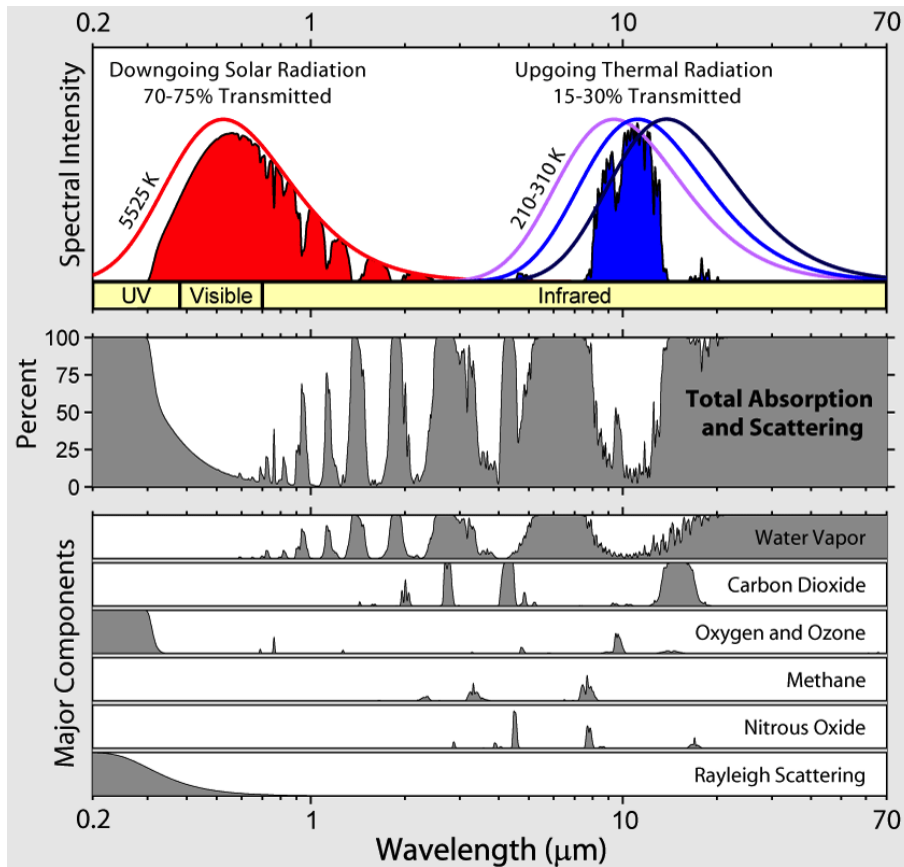 0.2 1 10 70
Downgoing Solar Radiation
70-75% Transmitted
Upgoing Thermal Radiation
15-30% Transmitted
Spectral Intensity
5525 K
210-310 K
UV Visible Infrared
Percent
100
75
50
25
0
Total Absorption
and Scattering
Major Components
Water Vapor
Carbon Dioxide
Oxygen and Ozone
Methane
Nitrous Oxide
Rayleigh Scattering
0.2 1 10 70
Wavelength (μm)